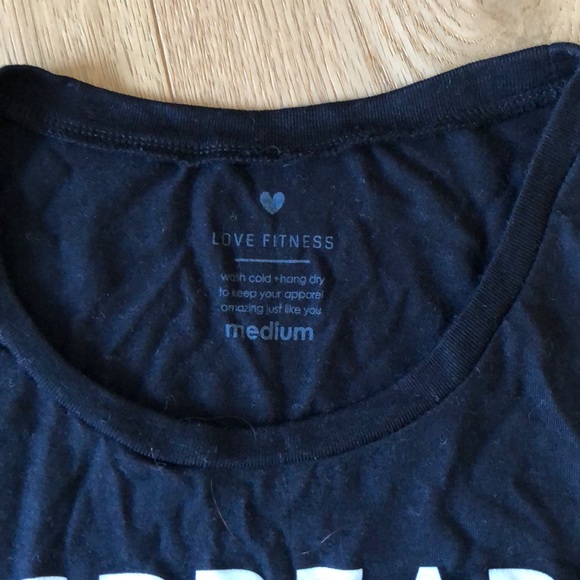 LOVE FITNESS
wash cold + hang dry
to keep your apparel
amazing just like you
medium